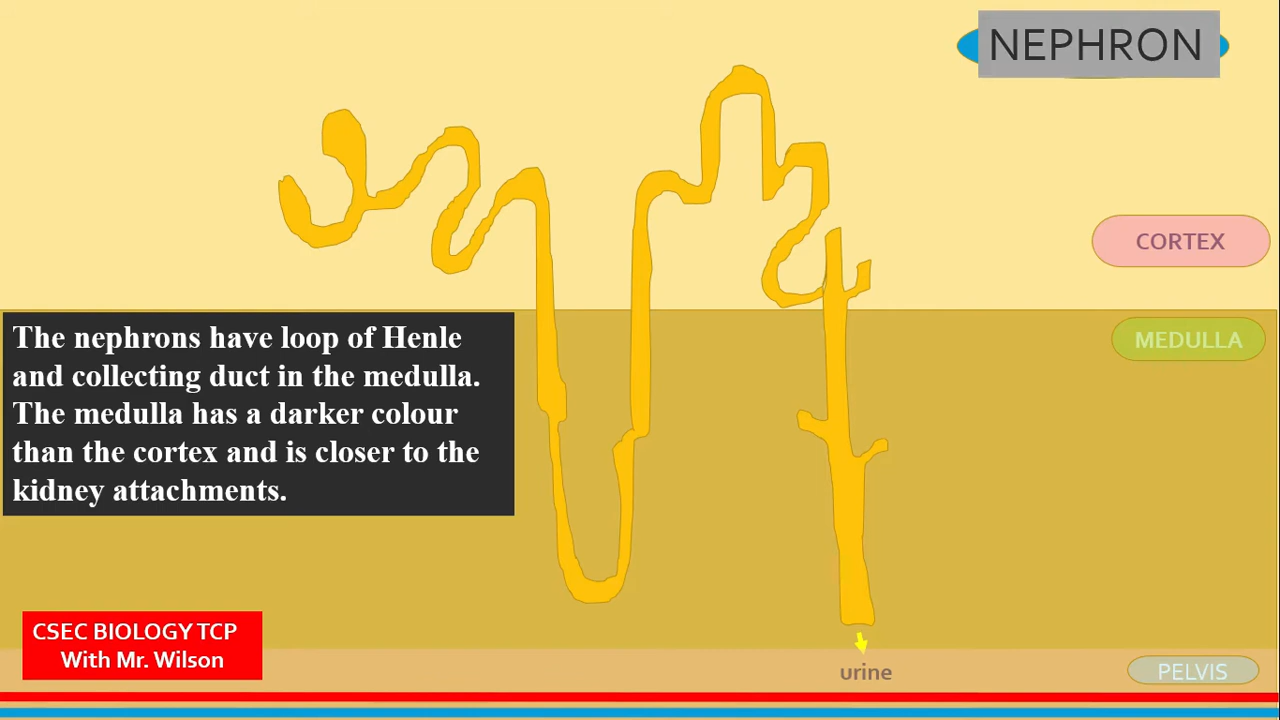 NEPHRON
CORTEX
MEDULLA
The nephrons have loop of Henle
and collecting duct in the medulla.
The medulla has a darker colour
than the cortex and is closer to the
kidney attachments.
CSEC BIOLOGY TCP
With Mr. Wilson
urine
PELVIS